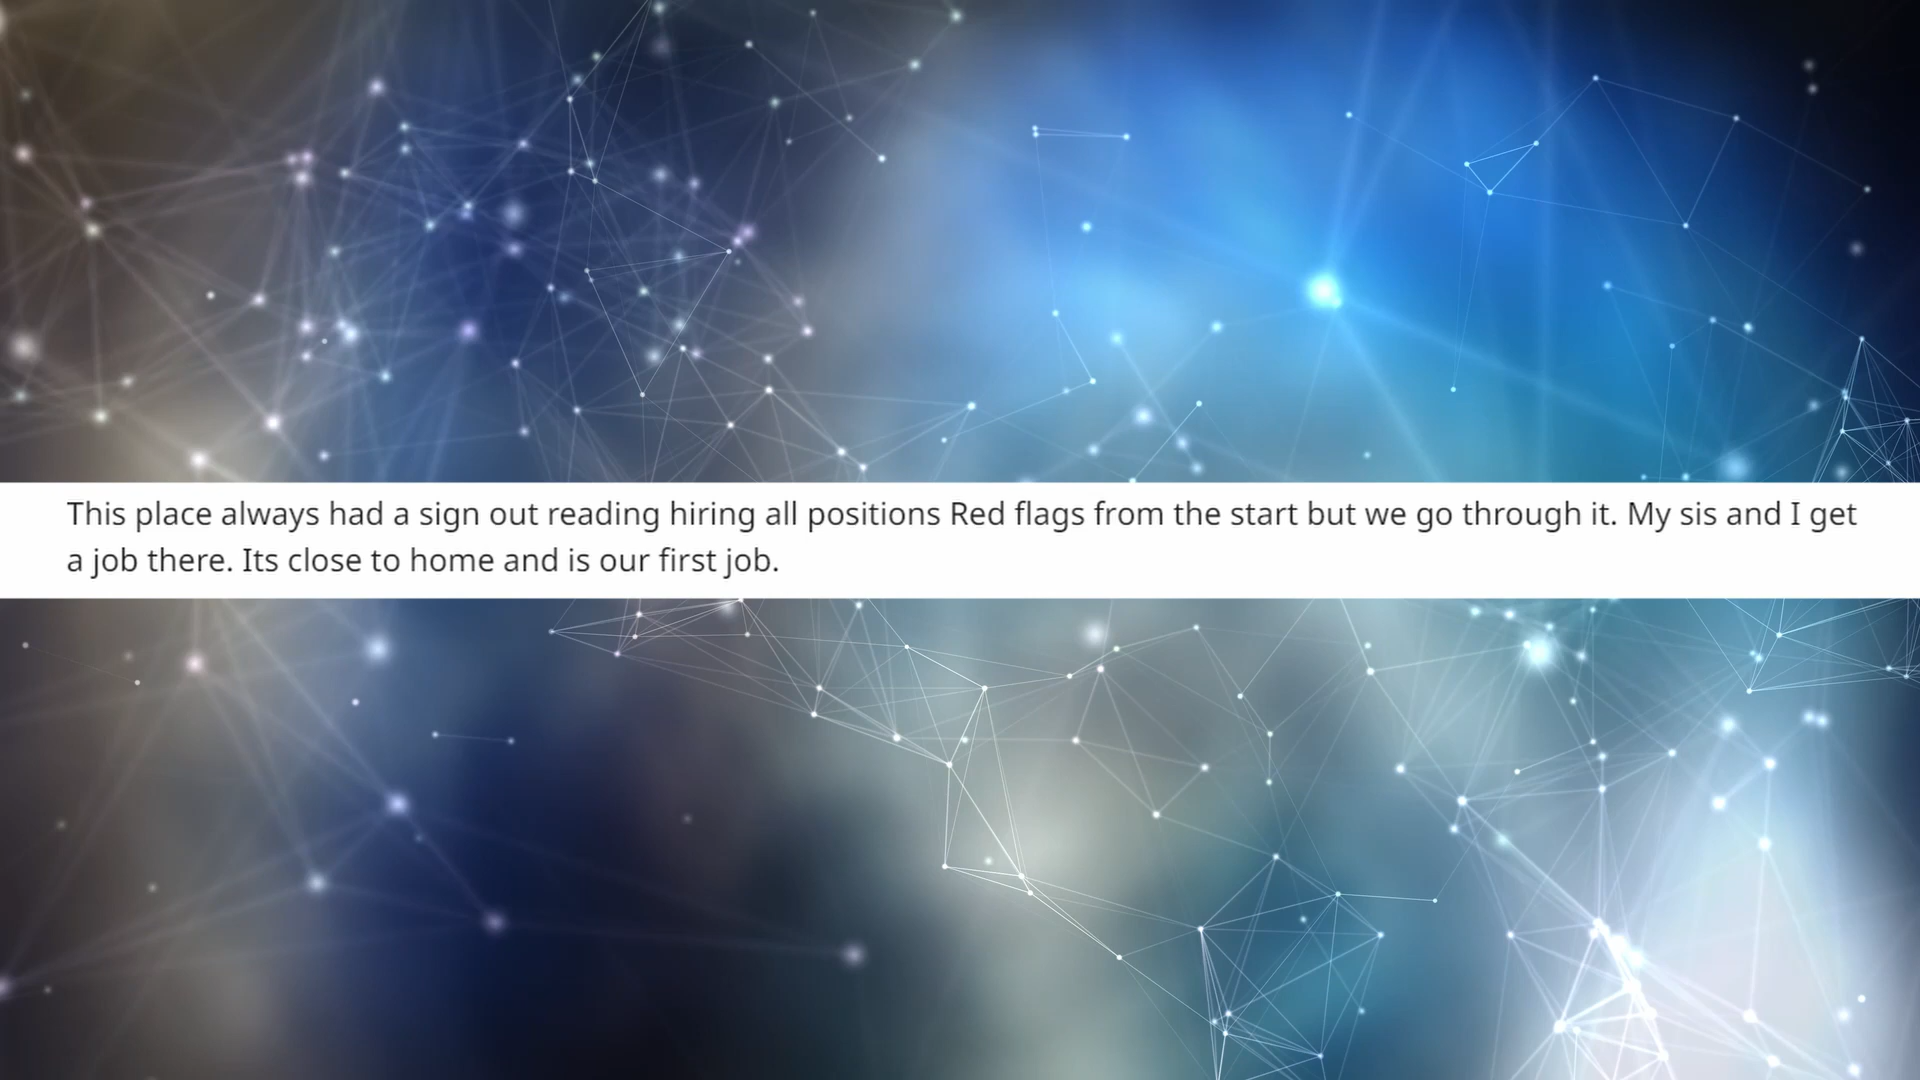 This place always had a sign out reading hiring all positions Red flags from the start but we go through it. My sis and I get
a job there. Its close to home and is our first job.